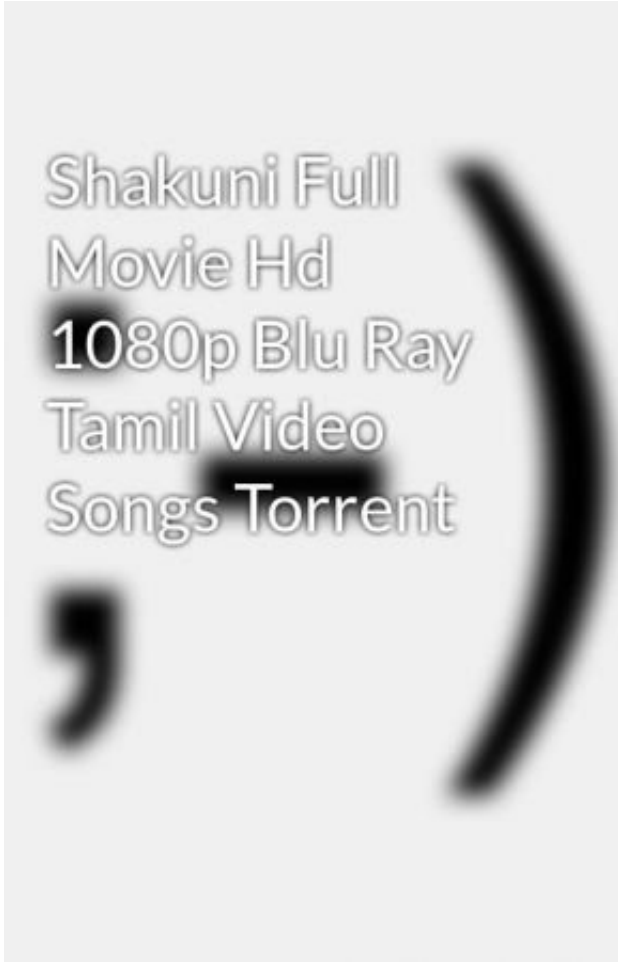 Shakuni Full
Movie Hd
1080p Blu Ray
Tamil Video
Songs Torrent
;-)